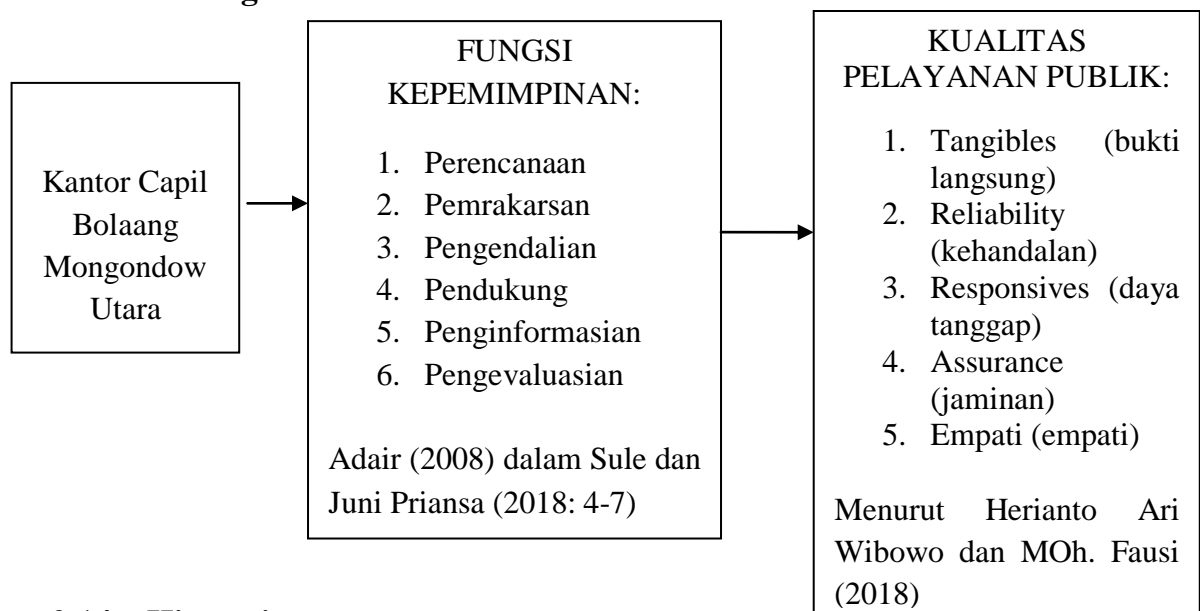 Kantor Capil
Bolaang
Mongondow
Utara
FUNGSI
KEPEMIMPINAN:
1. Perencanaan
2. Pemrakarsan
3. Pengendalian
4. Pendukung
5. Penginformasian
6. Pengevaluasian
Adair (2008) dalam Sule dan
Juni Priansa (2018: 4-7)
KUALITAS
PELAYANAN PUBLIK:
1. Tangibles (bukti
langsung)
2. Reliability
(kehandalan)
3. Responsives (daya
tanggap)
4. Assurance
(jaminan)
5. Empati (empati)
Menurut Herianto Ari
Wibowo dan MOh. Fausi
(2018)